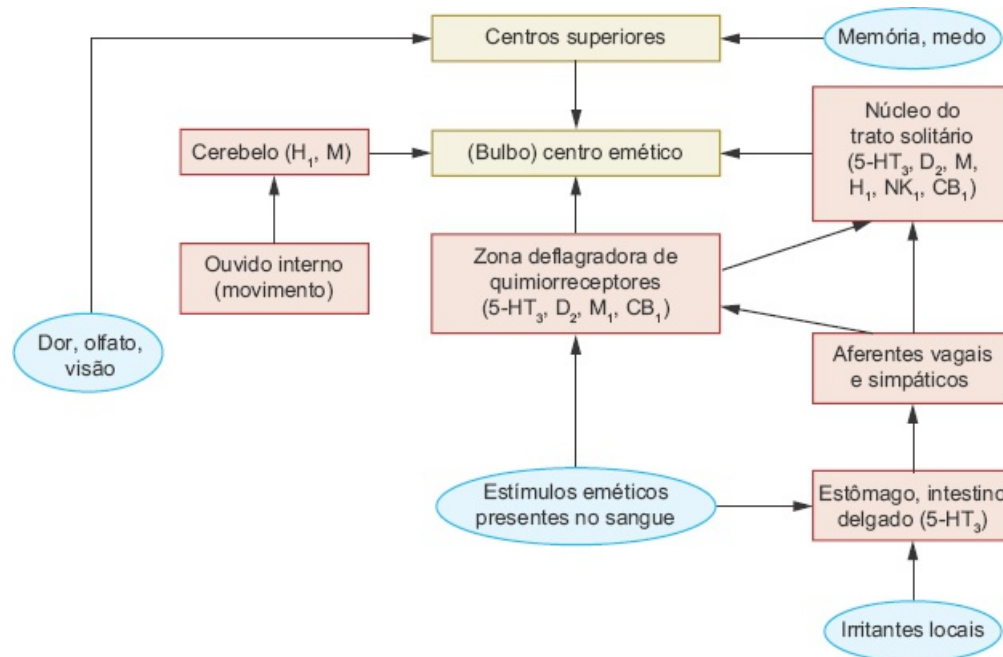 Centros superiores
Memória, medo
Núcleo do
trato solitário
(5-HT₃, D₂, M,
H₁, NK₁, CB₁)
Cerebelo (H₁, M)
(Bulbo) centro emético
Ouvido interno
(movimento)
Zona deflagradora de
quimiorreceptores
(5-HT₃, D₂, M₁, CB₁)
Dor, olfato,
visão
Aferentes vagais
e simpáticos
Estímulos eméticos
presentes no sangue
Estômago, intestino
delgado (5-HT₃)
Irritantes locais